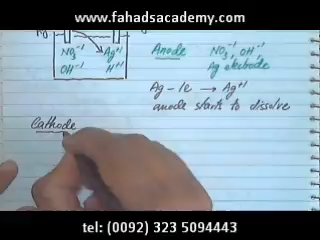 www.fahadsacademy.com
Ag
NO₃⁻¹ Ag⁺¹
OH⁻¹ H⁺¹
Anode NO₃⁻¹, OH⁻¹
Ag electrode
Ag – 1e → Ag⁺¹
anode starts to dissolve
Cathode
tel: (0092) 323 5094443